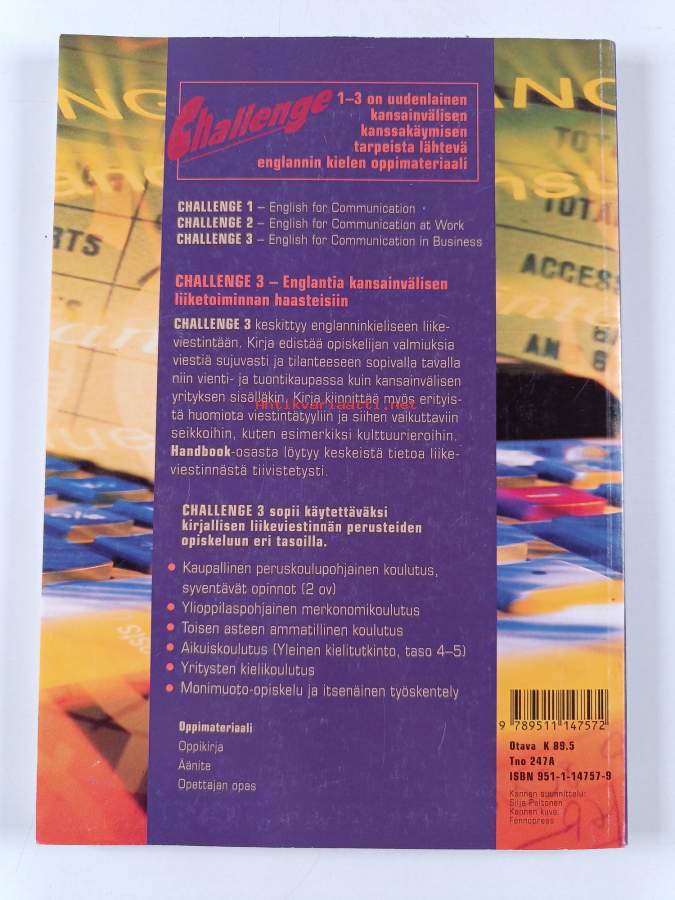 Challenge
1–3 on uudenlainen
kansainvälisen
kanssakäymisen
tarpeista lähtevä
englannin kielen oppimateriaali
CHALLENGE 1 – English for Communication
CHALLENGE 2 – English for Communication at Work
CHALLENGE 3 – English for Communication in Business
CHALLENGE 3 – Englantia kansainvälisen
liiketoiminnan haasteisiin
CHALLENGE 3 keskittyy englanninkieliseen liike-
viestintään. Kirja edistää opiskelijan valmiuksia
viestiä sujuvasti ja tilanteeseen sopivalla tavalla
niin vienti- ja tuontikaupassa kuin kansainvälisen
yrityksen sisälläkin. Kirja kiinnittää myös erityis-
Antikvariaatti.net
tä huomiota viestintätyyliin ja siihen vaikuttaviin
seikkoihin, kuten esimerkiksi kulttuurieroihin.
Handbook-osasta löytyy keskeistä tietoa liike-
viestinnästä tiivistetysti.
CHALLENGE 3 sopii käytettäväksi
kirjallisen liikeviestinnän perusteiden
opiskeluun eri tasoilla.
• Kaupallinen peruskoulupohjainen koulutus,
syventävät opinnot (2 ov)
• Ylioppilaspohjainen merkonomikoulutus
• Toisen asteen ammatillinen koulutus
• Aikuiskoulutus (Yleinen kielitutkinto, taso 4–5)
• Yritysten kielikoulutus
• Monimuoto-opiskelu ja itsenäinen työskentely
Oppimateriaali
Oppikirja
Äänite
Opettajan opas
9 789511 147572
Otava K 89.5
Tno 247A
ISBN 951-1-14757-9
Kannen suunnittelu:
Silja Peltonen
Kannen kuva:
Fennopress
TOTA
ACCESS
AN 6
RTS